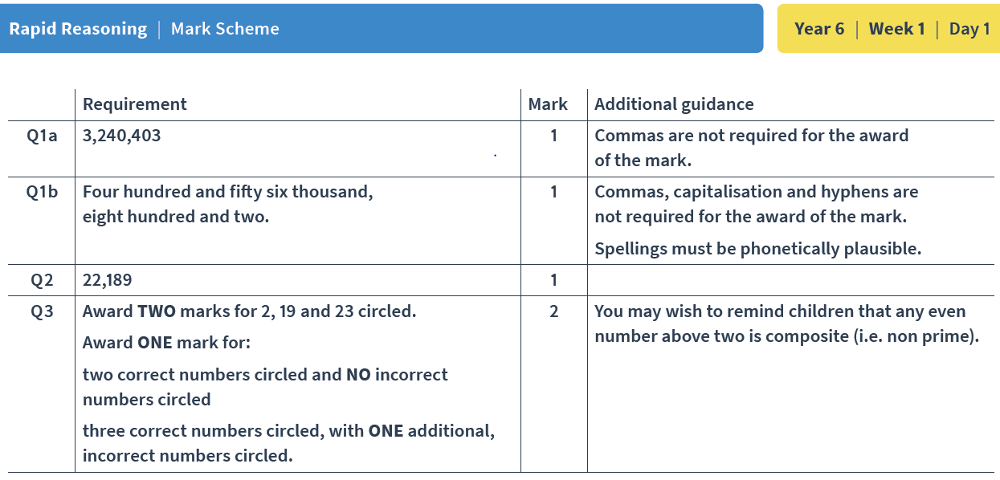 Rapid Reasoning | Mark Scheme
Year 6 | Week 1 | Day 1
Requirement Mark Additional guidance
Q1a 3,240,403 1 Commas are not required for the award
of the mark.
Q1b Four hundred and fifty six thousand, 1 Commas, capitalisation and hyphens are
eight hundred and two. not required for the award of the mark.
Spellings must be phonetically plausible.
Q2 22,189 1
Q3 Award TWO marks for 2, 19 and 23 circled. 2 You may wish to remind children that any even
Award ONE mark for: number above two is composite (i.e. non prime).
two correct numbers circled and NO incorrect
numbers circled
three correct numbers circled, with ONE additional,
incorrect numbers circled.